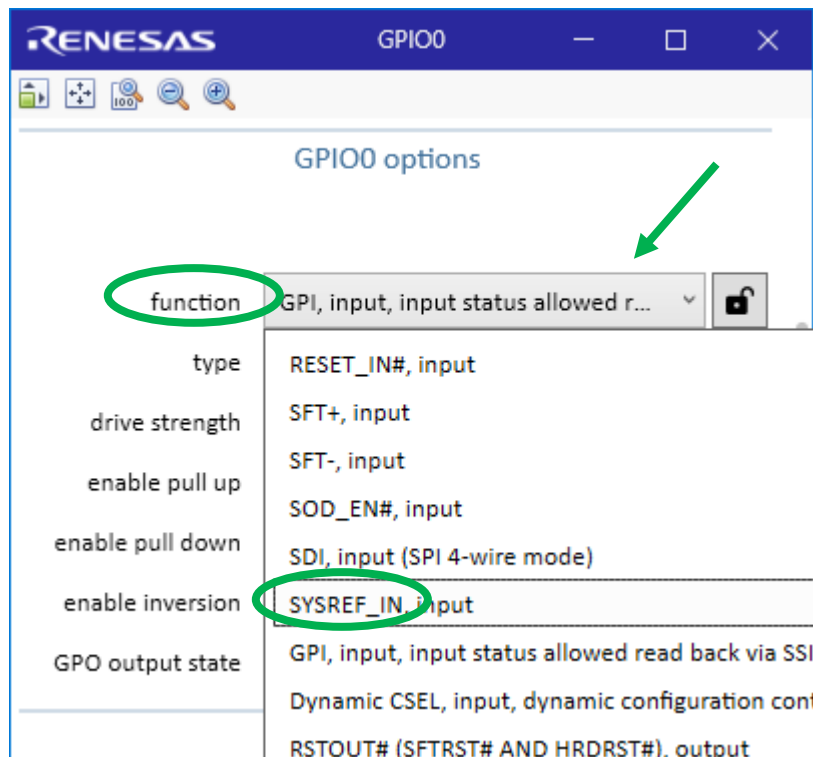 RENESAS GPIO0
GPIO0 options
function GPI, input, input status allowed r...
type RESET_IN#, input
SFT+, input
drive strength
SFT-, input
enable pull up
SOD_EN#, input
enable pull down SDI, input (SPI 4-wire mode)
enable inversion SYSREF_IN, input
GPO output state GPI, input, input status allowed read back via SSI
Dynamic CSEL, input, dynamic configuration cont
RSTOUT# (SFTRST# AND HRDRST#), output